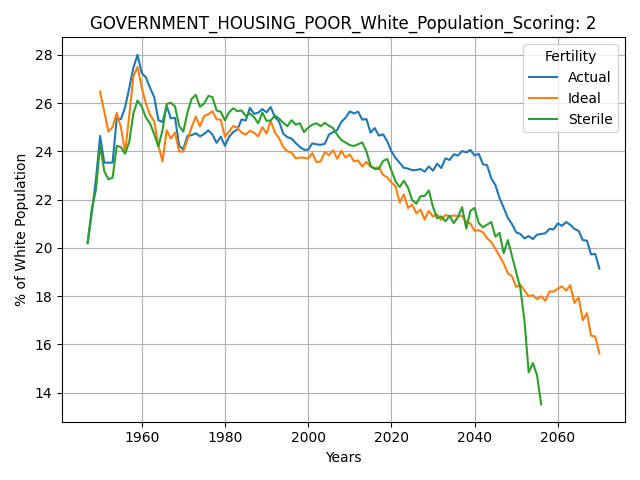 GOVERNMENT_HOUSING_POOR_White_Population_Scoring: 2
Fertility
Actual
Ideal
Sterile
% of White Population
28
26
24
22
20
18
16
14
1960
1980
2000
2020
2040
2060
Years